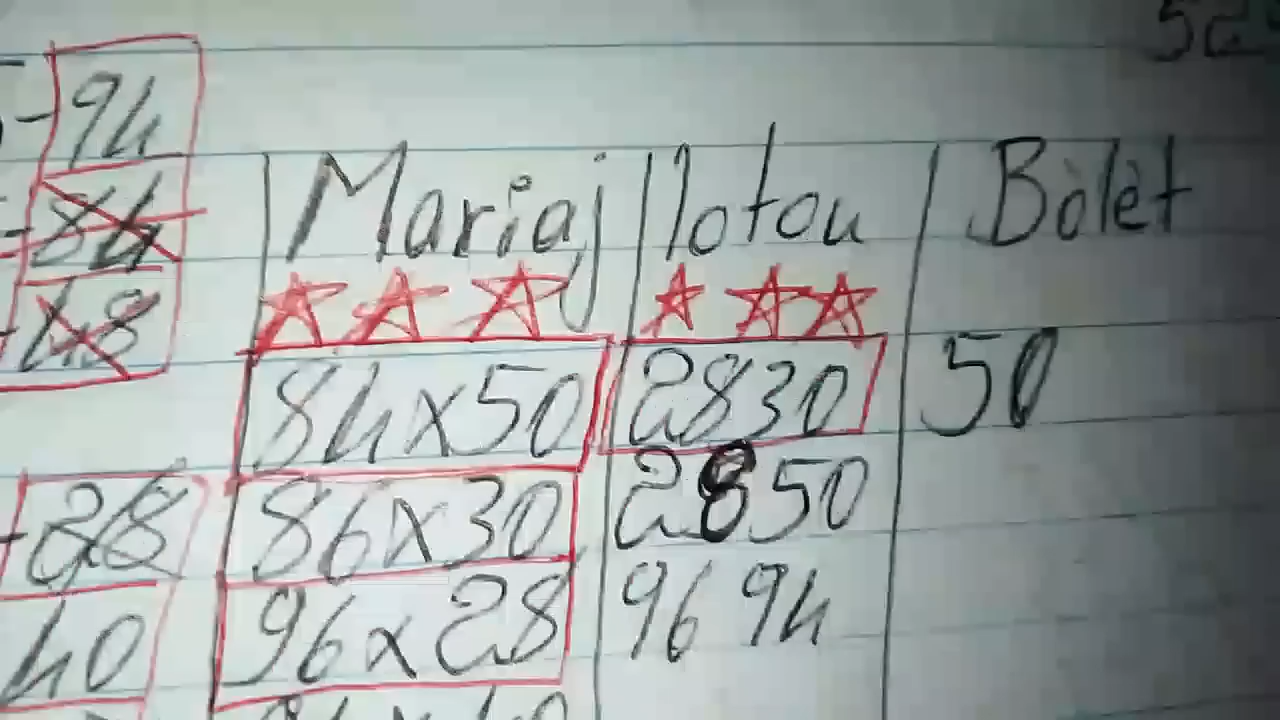 94
84
48
Mariaj lotou Bòlèt
84x50 2830 50
28 86x30 2850
40 96x28 96 94